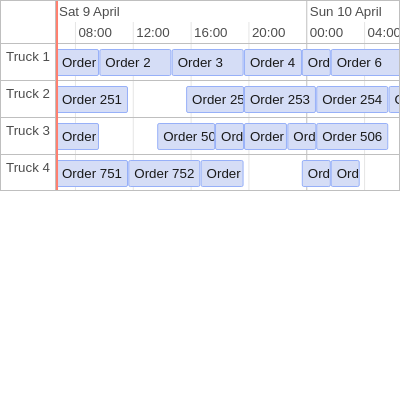 Sat 9 April Sun 10 April
08:00 12:00 16:00 20:00 00:00 04:00
Truck 1 Order Order 2 Order 3 Order 4 Ord Order 6
Truck 2 Order 251 Order 25 Order 253 Order 254
Truck 3 Order Order 50 Ord Order Ord Order 506
Truck 4 Order 751 Order 752 Order Ord Ord